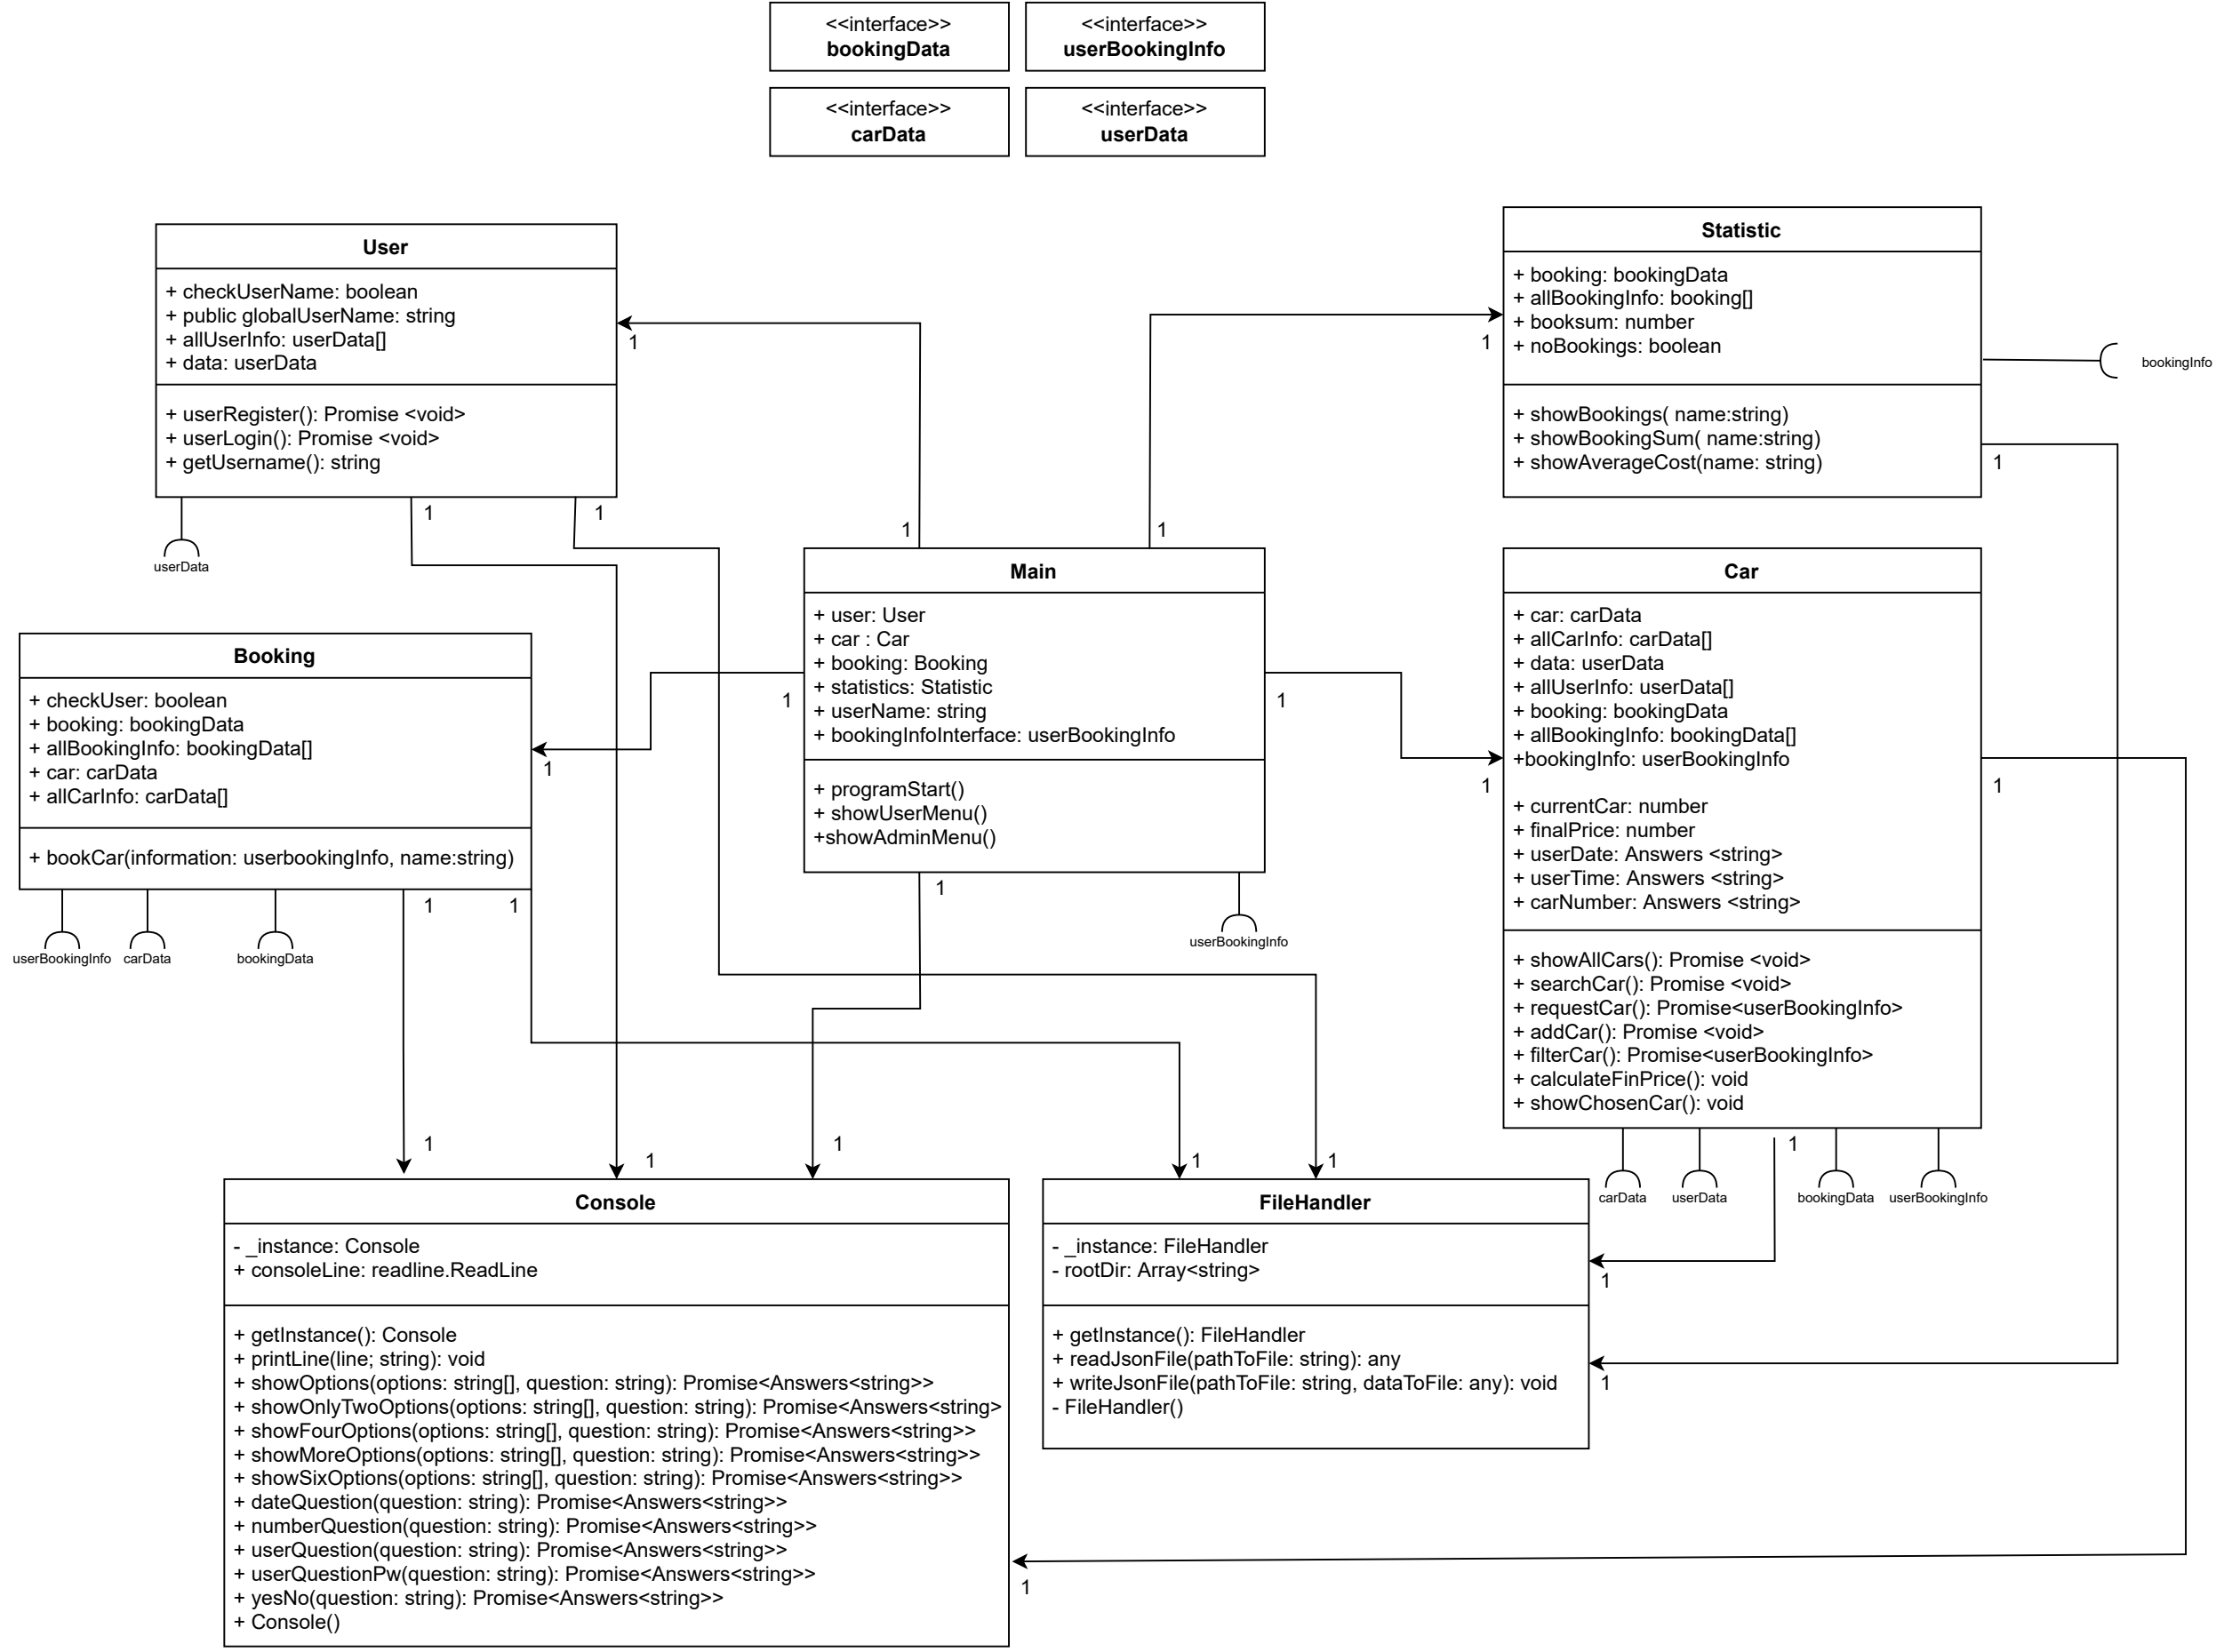 <<interface>>
bookingData
<<interface>>
userBookingInfo
<<interface>>
carData
<<interface>>
userData
User
+ checkUserName: boolean
+ public globalUserName: string
+ allUserInfo: userData[]
+ data: userData
+ userRegister(): Promise <void>
+ userLogin(): Promise <void>
+ getUsername(): string
1
1
1
userData
Statistic
+ booking: bookingData
+ allBookingInfo: booking[]
+ booksum: number
+ noBookings: boolean
+ showBookings( name:string)
+ showBookingSum( name:string)
+ showAverageCost(name: string)
1
1
bookingInfo
Main
+ user: User
+ car : Car
+ booking: Booking
+ statistics: Statistic
+ userName: string
+ bookingInfoInterface: userBookingInfo
+ programStart()
+ showUserMenu()
+showAdminMenu()
1
1
1
1
1
userBookingInfo
Booking
+ checkUser: boolean
+ booking: bookingData
+ allBookingInfo: bookingData[]
+ car: carData
+ allCarInfo: carData[]
+ bookCar(information: userbookingInfo, name:string)
1
1
1
userBookingInfo
carData
bookingData
Car
+ car: carData
+ allCarInfo: carData[]
+ data: userData
+ allUserInfo: userData[]
+ booking: bookingData
+ allBookingInfo: bookingData[]
+bookingInfo: userBookingInfo
+ currentCar: number
+ finalPrice: number
+ userDate: Answers <string>
+ userTime: Answers <string>
+ carNumber: Answers <string>
+ showAllCars(): Promise <void>
+ searchCar(): Promise <void>
+ requestCar(): Promise<userBookingInfo>
+ addCar(): Promise <void>
+ filterCar(): Promise<userBookingInfo>
+ calculateFinPrice(): void
+ showChosenCar(): void
1
1
1
carData
userData
bookingData
userBookingInfo
1
1
1
Console
- _instance: Console
+ consoleLine: readline.ReadLine
+ getInstance(): Console
+ printLine(line; string): void
+ showOptions(options: string[], question: string): Promise<Answers<string>>
+ showOnlyTwoOptions(options: string[], question: string): Promise<Answers<string>
+ showFourOptions(options: string[], question: string): Promise<Answers<string>>
+ showMoreOptions(options: string[], question: string): Promise<Answers<string>>
+ showSixOptions(options: string[], question: string): Promise<Answers<string>>
+ dateQuestion(question: string): Promise<Answers<string>>
+ numberQuestion(question: string): Promise<Answers<string>>
+ userQuestion(question: string): Promise<Answers<string>>
+ userQuestionPw(question: string): Promise<Answers<string>>
+ yesNo(question: string): Promise<Answers<string>>
+ Console()
1
1
1
FileHandler
- _instance: FileHandler
- rootDir: Array<string>
+ getInstance(): FileHandler
+ readJsonFile(pathToFile: string): any
+ writeJsonFile(pathToFile: string, dataToFile: any): void
- FileHandler()
1
1